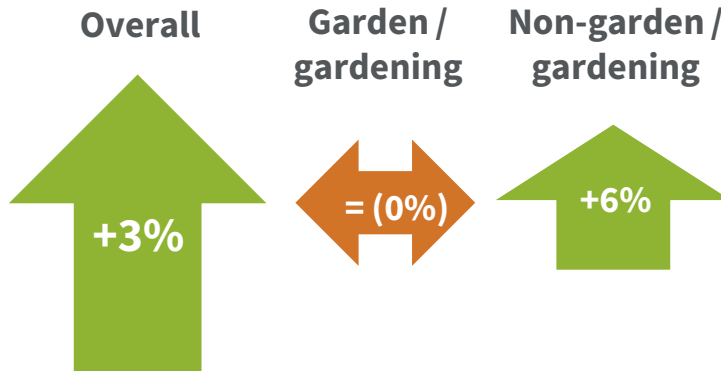 Overall
Garden /
gardening
Non-garden /
gardening
+3%
= (0%)
+6%